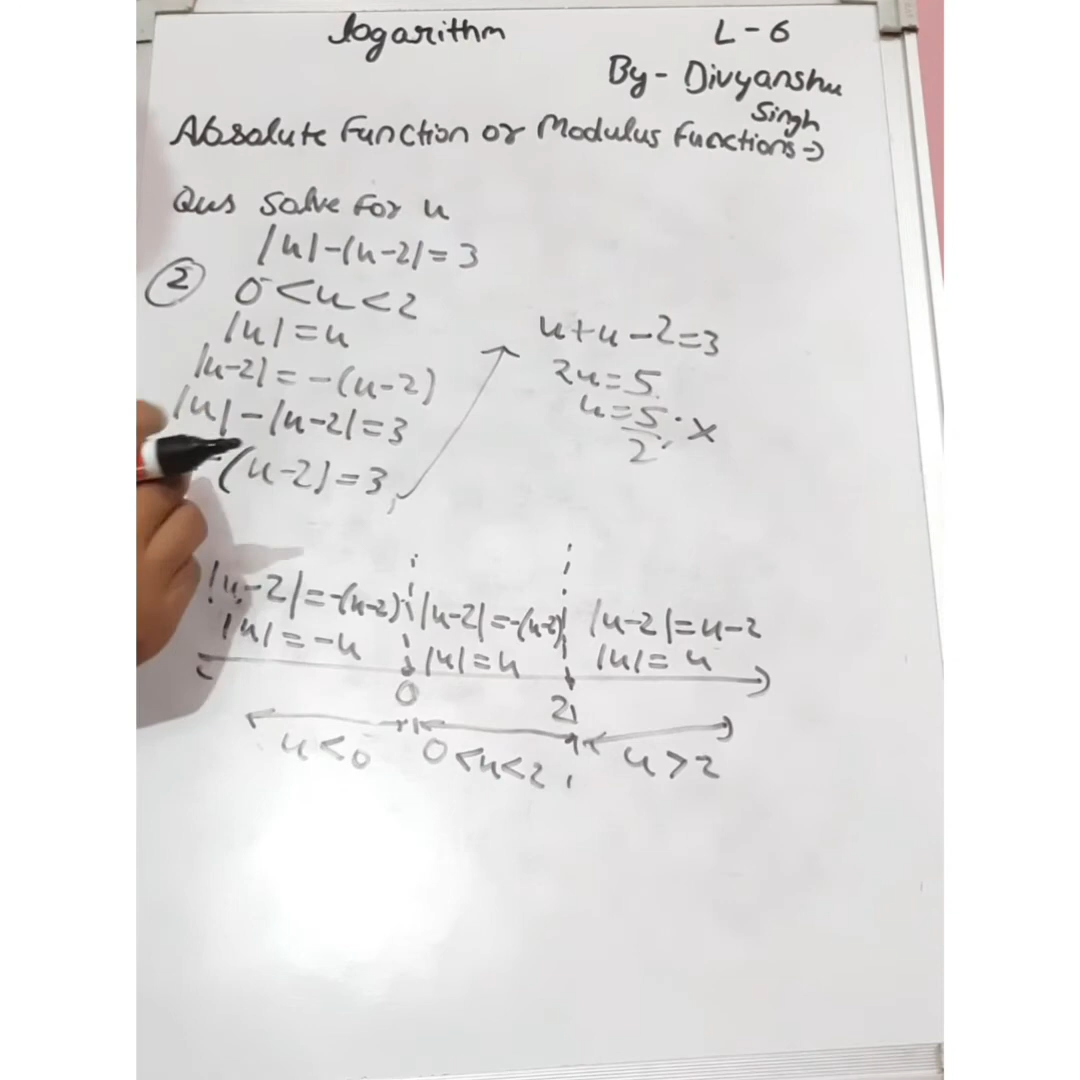 logarithm L-6
By- Divyanshu
Singh
Absolute Function or Modulus Functions→
Qus Solve for u
|u|-|u-2|=3
② 0<u<2
|u|=u
|u-2|=-(u-2)
|u|-|u-2|=3
-(u-2)=3
u+u-2=3
2u=5
u=5/2 x
|u-2|=-(u-2) |u-2|=-(u-2) |u-2|=u-2
|u|=-u |u|=u |u|=u
0 2
u<0 0<u<2 u>2